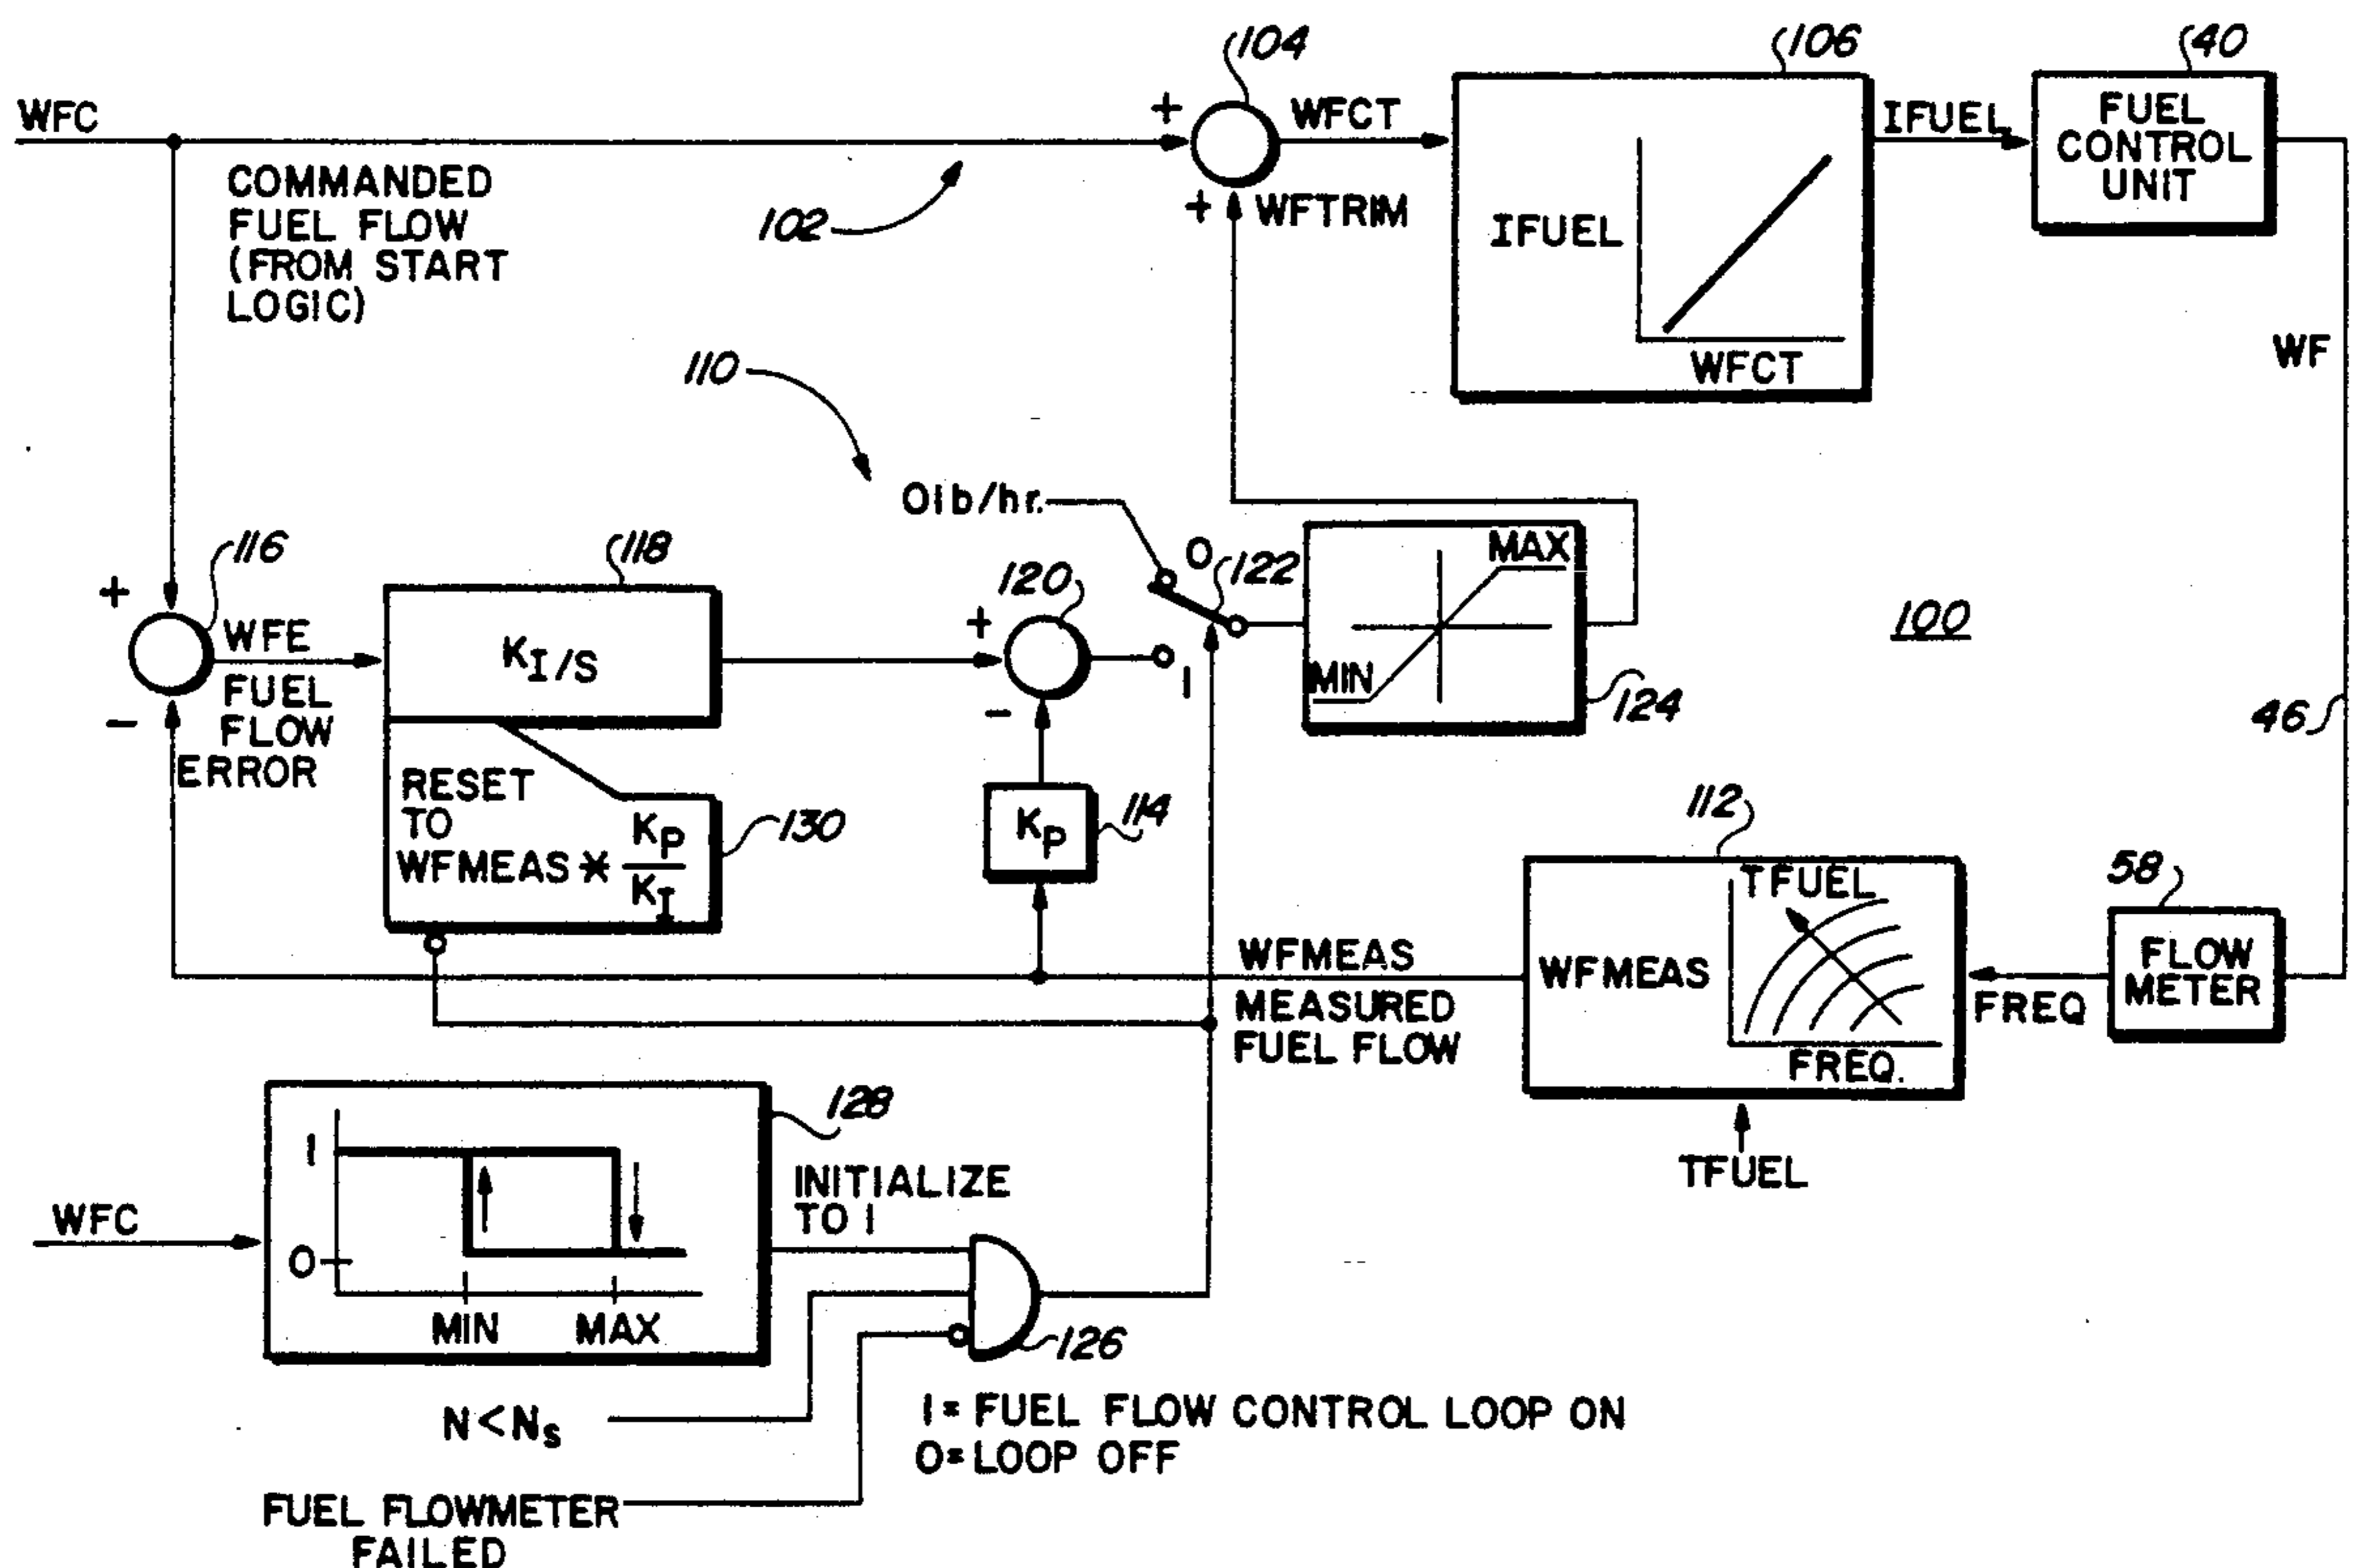 104
106
40
WFC
+
WFCT
IFUEL
FUEL
CONTROL
UNIT
COMMANDED
FUEL FLOW
(FROM START
LOGIC)
102
+
WFTRIM
IFUEL
WFCT
WF
110
0 lb/hr.
116
118
120
0
122
MAX
MIN
124
100
46
+
WFE
FUEL
FLOW
ERROR
-
KI/S
+
-
1
RESET
TO
WFMEAS * KP/KI
130
KP
114
112
58
TFUEL
WFMEAS
FREQ.
FREQ
FLOW
METER
WFMEAS
MEASURED
FUEL FLOW
TFUEL
128
1
0
MIN
MAX
WFC
INITIALIZE
TO 1
126
N<NS
1= FUEL FLOW CONTROL LOOP ON
0= LOOP OFF
FUEL FLOWMETER
FAILED